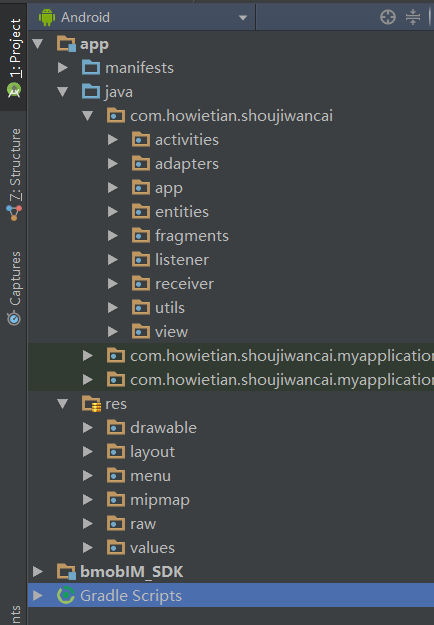 Android
app
manifests
java
com.howietian.shoujiwancai
activities
adapters
app
entities
fragments
listener
receiver
utils
view
com.howietian.shoujiwancai.myapplication
com.howietian.shoujiwancai.myapplication
res
drawable
layout
menu
mipmap
raw
values
bmobIM_SDK
Gradle Scripts
1: Project
Z: Structure
Captures
nts